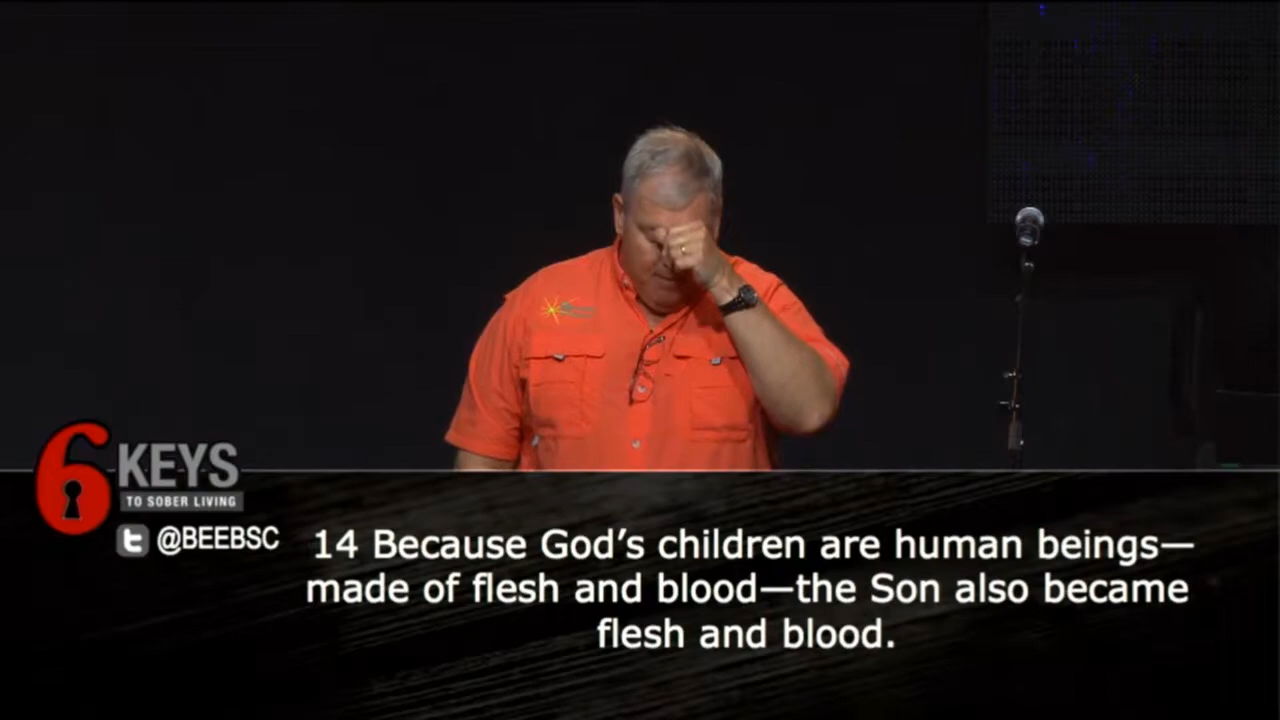 6 KEYS
TO SOBER LIVING
@BEEBSC
14 Because God’s children are human beings—
made of flesh and blood—the Son also became
flesh and blood.